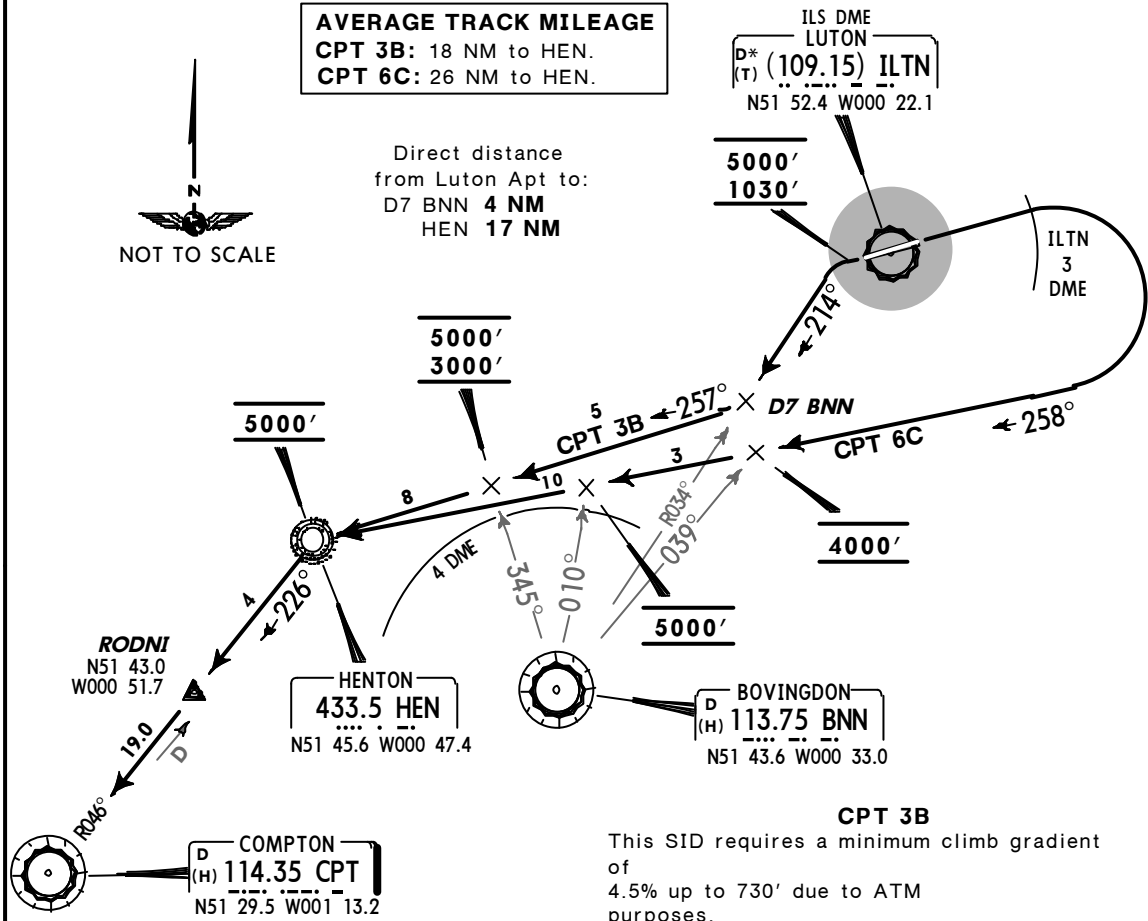 AVERAGE TRACK MILEAGE
CPT 3B: 18 NM to HEN.
CPT 6C: 26 NM to HEN.
ILS DME
LUTON
D*
(T) (109.15) ILTN
N51 52.4 W000 22.1
N
NOT TO SCALE
Direct distance
from Luton Apt to:
D7 BNN 4 NM
HEN 17 NM
5000′
1030′
ILTN
3
DME
214°
5000′
3000′
5000′
5
CPT 3B
257°
D7 BNN
258°
CPT 6C
3
10
8
4000′
R034°
039°
4 DME
345°
010°
5000′
4
226°
RODNI
N51 43.0
W000 51.7
HENTON
433.5 HEN
N51 45.6 W000 47.4
BOVINGDON
D
(H) 113.75 BNN
N51 43.6 W000 33.0
19.0
D
R046°
COMPTON
D
(H) 114.35 CPT
N51 29.5 W001 13.2
CPT 3B
This SID requires a minimum climb gradient
of
4.5% up to 730′ due to ATM
purposes.